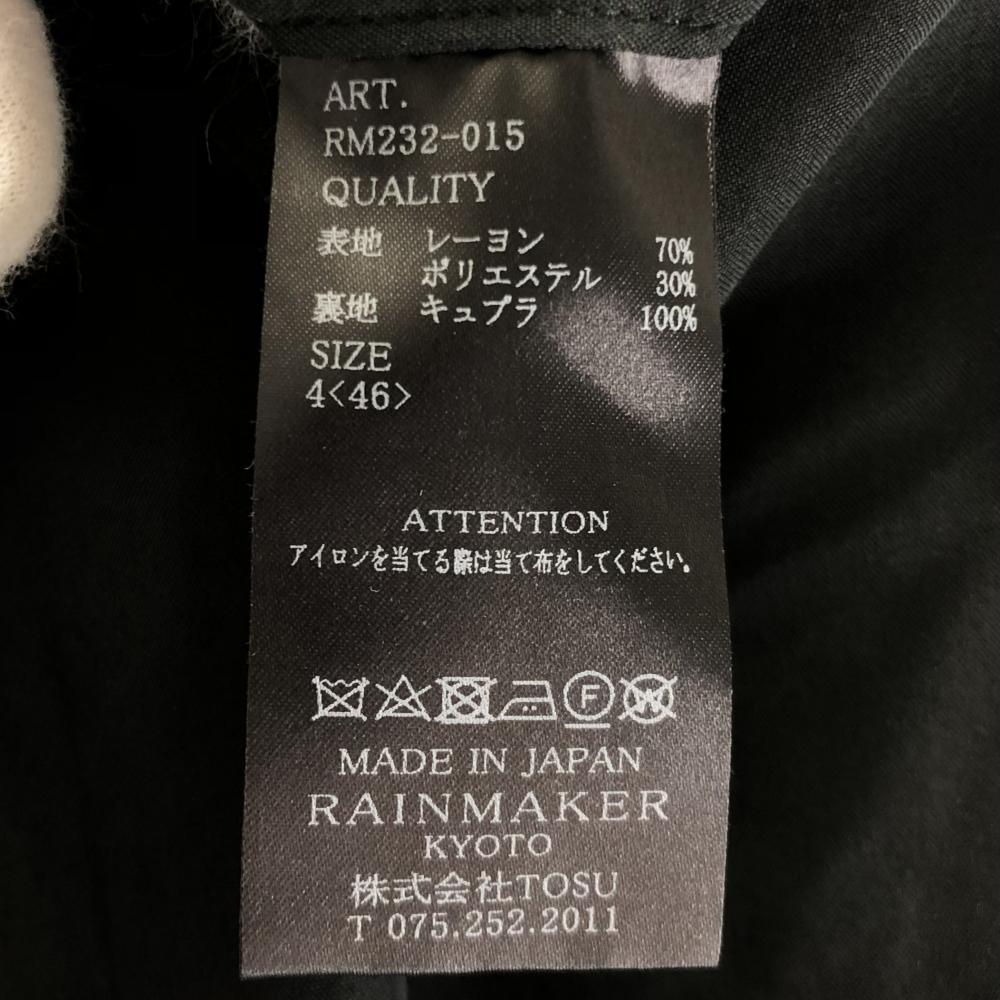 ART.
RM232-015
QUALITY
表地 レーヨン 70%
ポリエステル 30%
裏地 キュプラ 100%
SIZE
4<46>
ATTENTION
アイロンを当てる際は当て布をしてください。
F W
MADE IN JAPAN
RAINMAKER
KYOTO
株式会社TOSU
T 075.252.2011